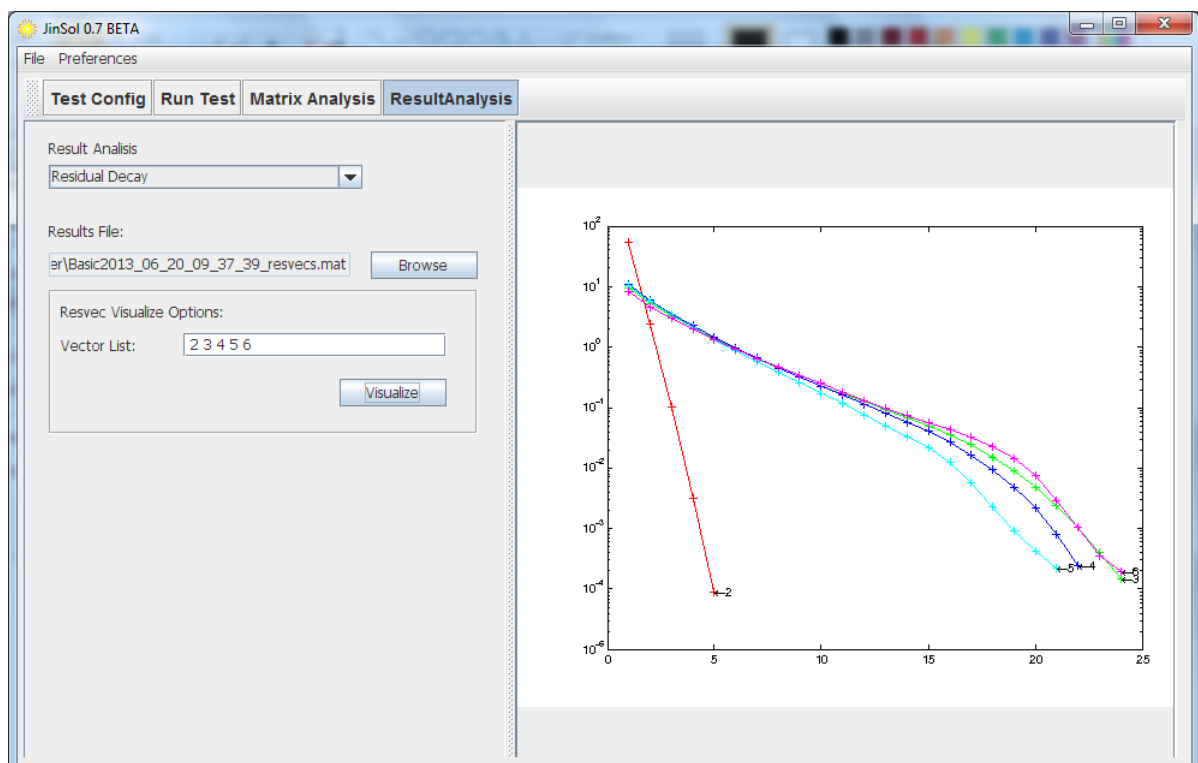 JinSol 0.7 BETA
File Preferences
Test Config Run Test Matrix Analysis ResultAnalysis
Result Analisis
Residual Decay
Results File:
er\Basic2013_06_20_09_37_39_resvecs.mat Browse
Resvec Visualize Options:
Vector List: 2 3 4 5 6
Visualize
10^2
10^1
10^0
10^-1
10^-2
10^-3
10^-4
10^-5
0 5 10 15 20 25
2
5 4 6
3